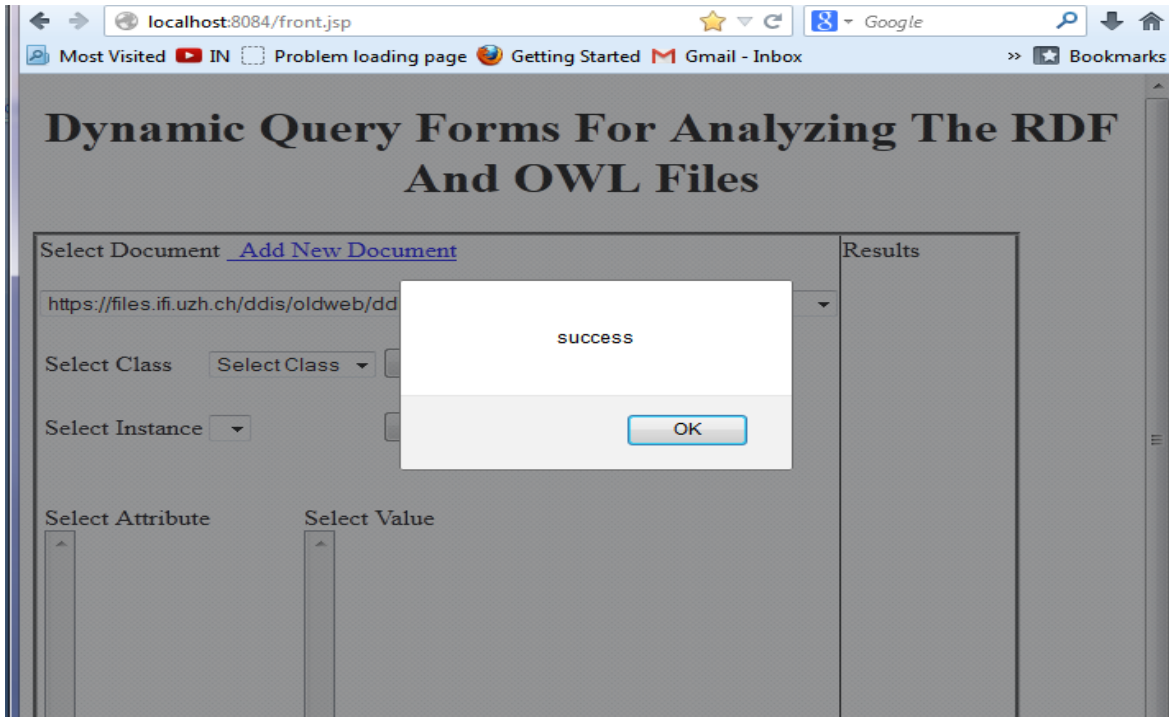 localhost:8084/front.jsp
Google
Most Visited IN Problem loading page Getting Started Gmail - Inbox » Bookmarks
Dynamic Query Forms For Analyzing The RDF
And OWL Files
Select Document Add New Document
Results
https://files.ifi.uzh.ch/ddis/oldweb/dd
success
Select Class Select Class
Select Instance
OK
Select Attribute Select Value